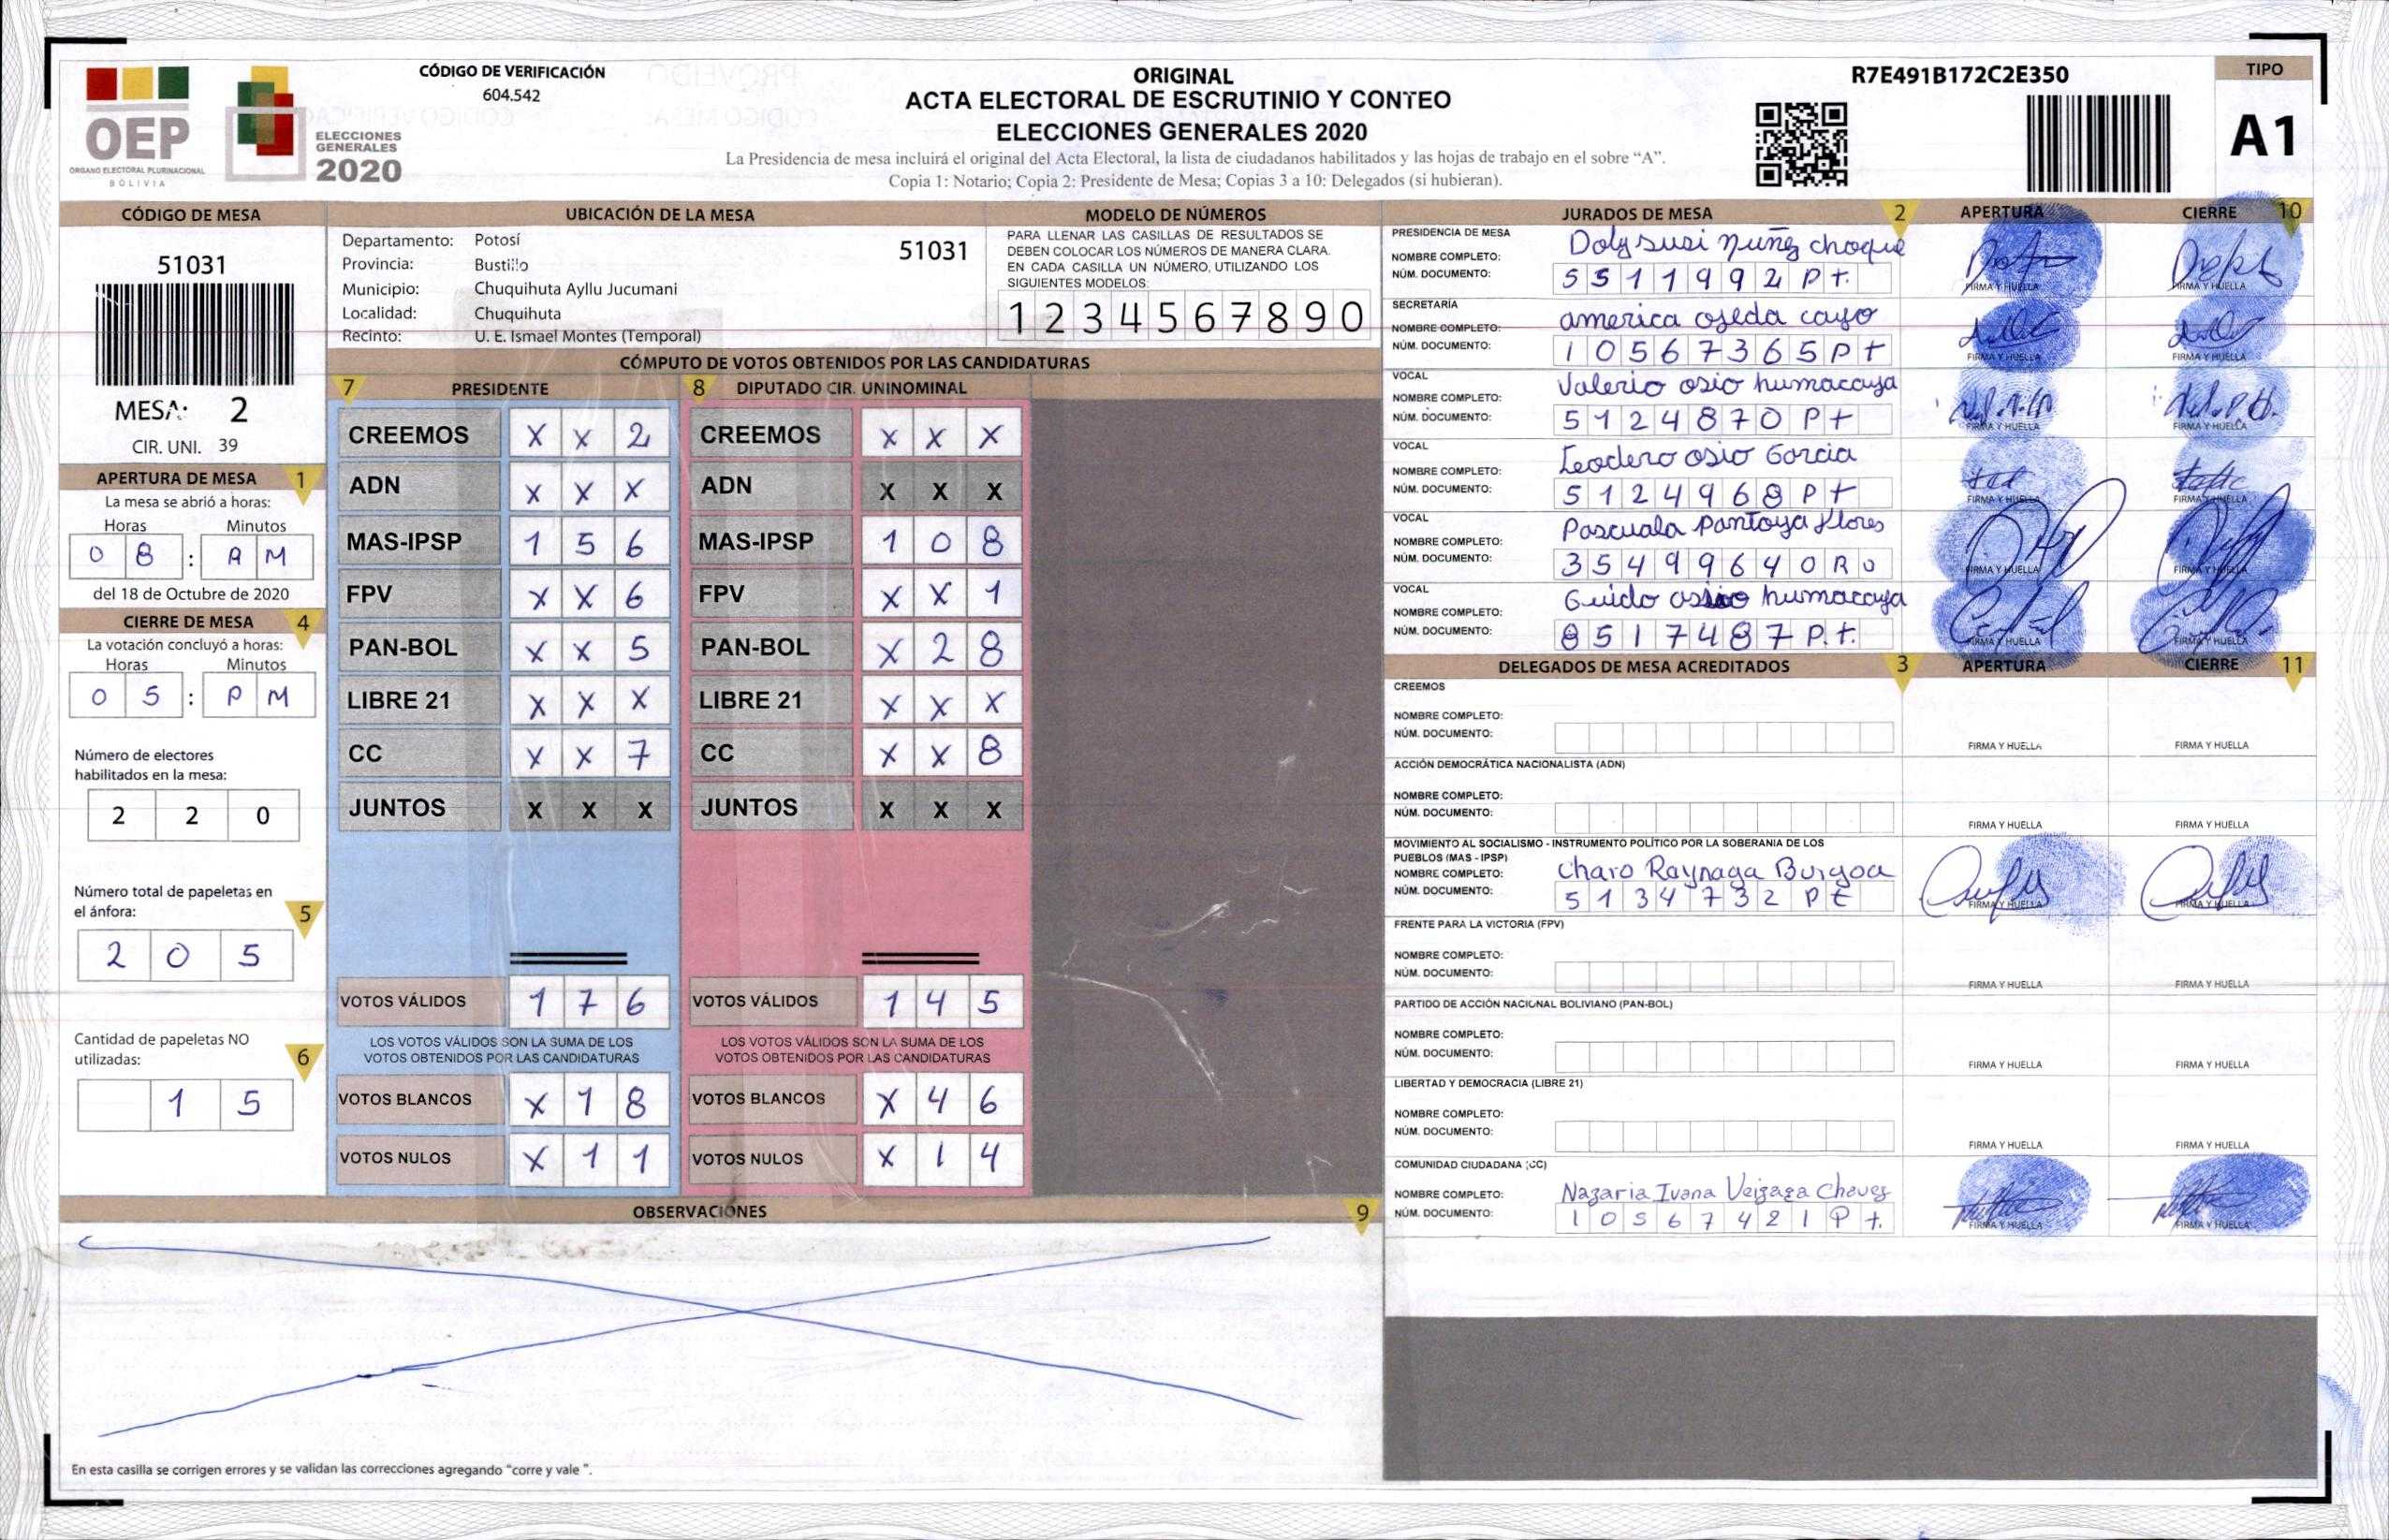 CÓDIGO DE VERIFICACIÓN
604.542
ORIGINAL
ACTA ELECTORAL DE ESCRUTINIO Y CONTEO
ELECCIONES GENERALES 2020
La Presidencia de mesa incluirá el original del Acta Electoral, la lista de ciudadanos habilitados y las hojas de trabajo en el sobre “A”.
Copia 1: Notario; Copia 2: Presidente de Mesa; Copias 3 a 10: Delegados (si hubieran).
R7E491B172C2E350
TIPO
A1
OEP
ÓRGANO ELECTORAL PLURINACIONAL
BOLIVIA
ELECCIONES
GENERALES
2020
CÓDIGO DE MESA
51031
MESA: 2
CIR. UNI. 39
APERTURA DE MESA 1
La mesa se abrió a horas:
Horas Minutos
0 8 : A M
del 18 de Octubre de 2020
CIERRE DE MESA 4
La votación concluyó a horas:
Horas Minutos
0 5 : P M
Número de electores
habilitados en la mesa:
2 2 0
Número total de papeletas en
el ánfora: 5
2 0 5
Cantidad de papeletas NO
utilizadas: 6
1 5
UBICACIÓN DE LA MESA
Departamento: Potosí 51031
Provincia: Bustillo
Municipio: Chuquihuta Ayllu Jucumani
Localidad: Chuquihuta
Recinto: U. E. Ismael Montes (Temporal)
MODELO DE NÚMEROS
PARA LLENAR LAS CASILLAS DE RESULTADOS SE
DEBEN COLOCAR LOS NÚMEROS DE MANERA CLARA.
EN CADA CASILLA UN NÚMERO, UTILIZANDO LOS
SIGUIENTES MODELOS:
1 2 3 4 5 6 7 8 9 0
CÓMPUTO DE VOTOS OBTENIDOS POR LAS CANDIDATURAS
7 PRESIDENTE 8 DIPUTADO CIR. UNINOMINAL
CREEMOS X X 2 CREEMOS X X X
ADN X X X ADN X X X
MAS-IPSP 1 5 6 MAS-IPSP 1 0 8
FPV X X 6 FPV X X 1
PAN-BOL X X 5 PAN-BOL X 2 8
LIBRE 21 X X X LIBRE 21 X X X
CC X X 7 CC X X 8
JUNTOS X X X JUNTOS X X X
VOTOS VÁLIDOS 1 7 6 VOTOS VÁLIDOS 1 4 5
LOS VOTOS VÁLIDOS SON LA SUMA DE LOS LOS VOTOS VÁLIDOS SON LA SUMA DE LOS
VOTOS OBTENIDOS POR LAS CANDIDATURAS VOTOS OBTENIDOS POR LAS CANDIDATURAS
VOTOS BLANCOS X 1 8 VOTOS BLANCOS X 4 6
VOTOS NULOS X 1 1 VOTOS NULOS X 1 4
OBSERVACIONES 9
En esta casilla se corrigen errores y se validan las correcciones agregando “corre y vale ”.
JURADOS DE MESA 2 APERTURA CIERRE 10
PRESIDENCIA DE MESA
NOMBRE COMPLETO: Doly susi nuñez choque
NÚM. DOCUMENTO: 5 5 1 1 9 9 2 P t.
FIRMA Y HUELLA FIRMA Y HUELLA
SECRETARÍA
NOMBRE COMPLETO: america ojeda cayo
NÚM. DOCUMENTO: 1 0 5 6 7 3 6 5 P t
FIRMA Y HUELLA FIRMA Y HUELLA
VOCAL
NOMBRE COMPLETO: Valerio osio humacaya
NÚM. DOCUMENTO: 5 1 2 4 8 7 0 P t
FIRMA Y HUELLA FIRMA Y HUELLA
VOCAL
NOMBRE COMPLETO: Leodero osio Garcia
NÚM. DOCUMENTO: 5 1 2 4 9 6 8 P t
FIRMA Y HUELLA FIRMA Y HUELLA
VOCAL
NOMBRE COMPLETO: Pascuala Pantoya flores
NÚM. DOCUMENTO: 3 5 4 9 9 6 4 0 R o
FIRMA Y HUELLA FIRMA Y HUELLA
VOCAL
NOMBRE COMPLETO: Guido osio humacaya
NÚM. DOCUMENTO: 8 5 1 7 4 8 7 P. t.
FIRMA Y HUELLA FIRMA Y HUELLA
DELEGADOS DE MESA ACREDITADOS 3 APERTURA CIERRE 11
CREEMOS
NOMBRE COMPLETO:
NÚM. DOCUMENTO:
FIRMA Y HUELLA FIRMA Y HUELLA
ACCIÓN DEMOCRÁTICA NACIONALISTA (ADN)
NOMBRE COMPLETO:
NÚM. DOCUMENTO:
FIRMA Y HUELLA FIRMA Y HUELLA
MOVIMIENTO AL SOCIALISMO - INSTRUMENTO POLÍTICO POR LA SOBERANIA DE LOS
PUEBLOS (MAS - IPSP)
NOMBRE COMPLETO: Charo Raynaga Burgoa
NÚM. DOCUMENTO: 5 1 3 4 7 3 2 P t
FIRMA Y HUELLA FIRMA Y HUELLA
FRENTE PARA LA VICTORIA (FPV)
NOMBRE COMPLETO:
NÚM. DOCUMENTO:
FIRMA Y HUELLA FIRMA Y HUELLA
PARTIDO DE ACCIÓN NACIONAL BOLIVIANO (PAN-BOL)
NOMBRE COMPLETO:
NÚM. DOCUMENTO:
FIRMA Y HUELLA FIRMA Y HUELLA
LIBERTAD Y DEMOCRACIA (LIBRE 21)
NOMBRE COMPLETO:
NÚM. DOCUMENTO:
FIRMA Y HUELLA FIRMA Y HUELLA
COMUNIDAD CIUDADANA (CC)
NOMBRE COMPLETO: Nazaria Ivana Veizaga Chavez
NÚM. DOCUMENTO: 1 0 5 6 7 4 2 1 P t.
FIRMA Y HUELLA FIRMA Y HUELLA